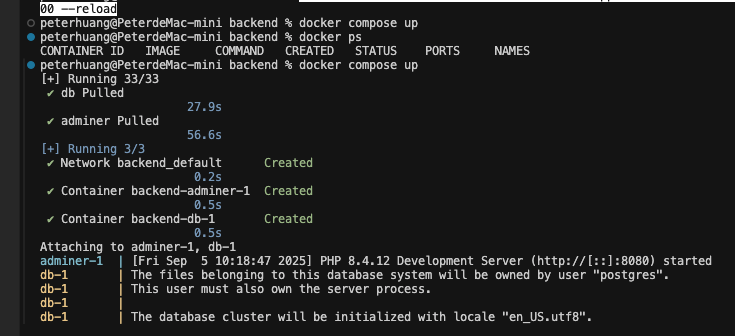 00 --reload
peterhuang@PeterdeMac-mini backend % docker compose up
peterhuang@PeterdeMac-mini backend % docker ps
CONTAINER ID   IMAGE     COMMAND   CREATED   STATUS    PORTS     NAMES
peterhuang@PeterdeMac-mini backend % docker compose up
[+] Running 33/33
✔ db Pulled
27.9s
✔ adminer Pulled
56.6s
[+] Running 3/3
✔ Network backend_default      Created
0.2s
✔ Container backend-adminer-1  Created
0.5s
✔ Container backend-db-1       Created
0.5s
Attaching to adminer-1, db-1
adminer-1  | [Fri Sep  5 10:18:47 2025] PHP 8.4.12 Development Server (http://[::]:8080) started
db-1       | The files belonging to this database system will be owned by user "postgres".
db-1       | This user must also own the server process.
db-1       |
db-1       | The database cluster will be initialized with locale "en_US.utf8".